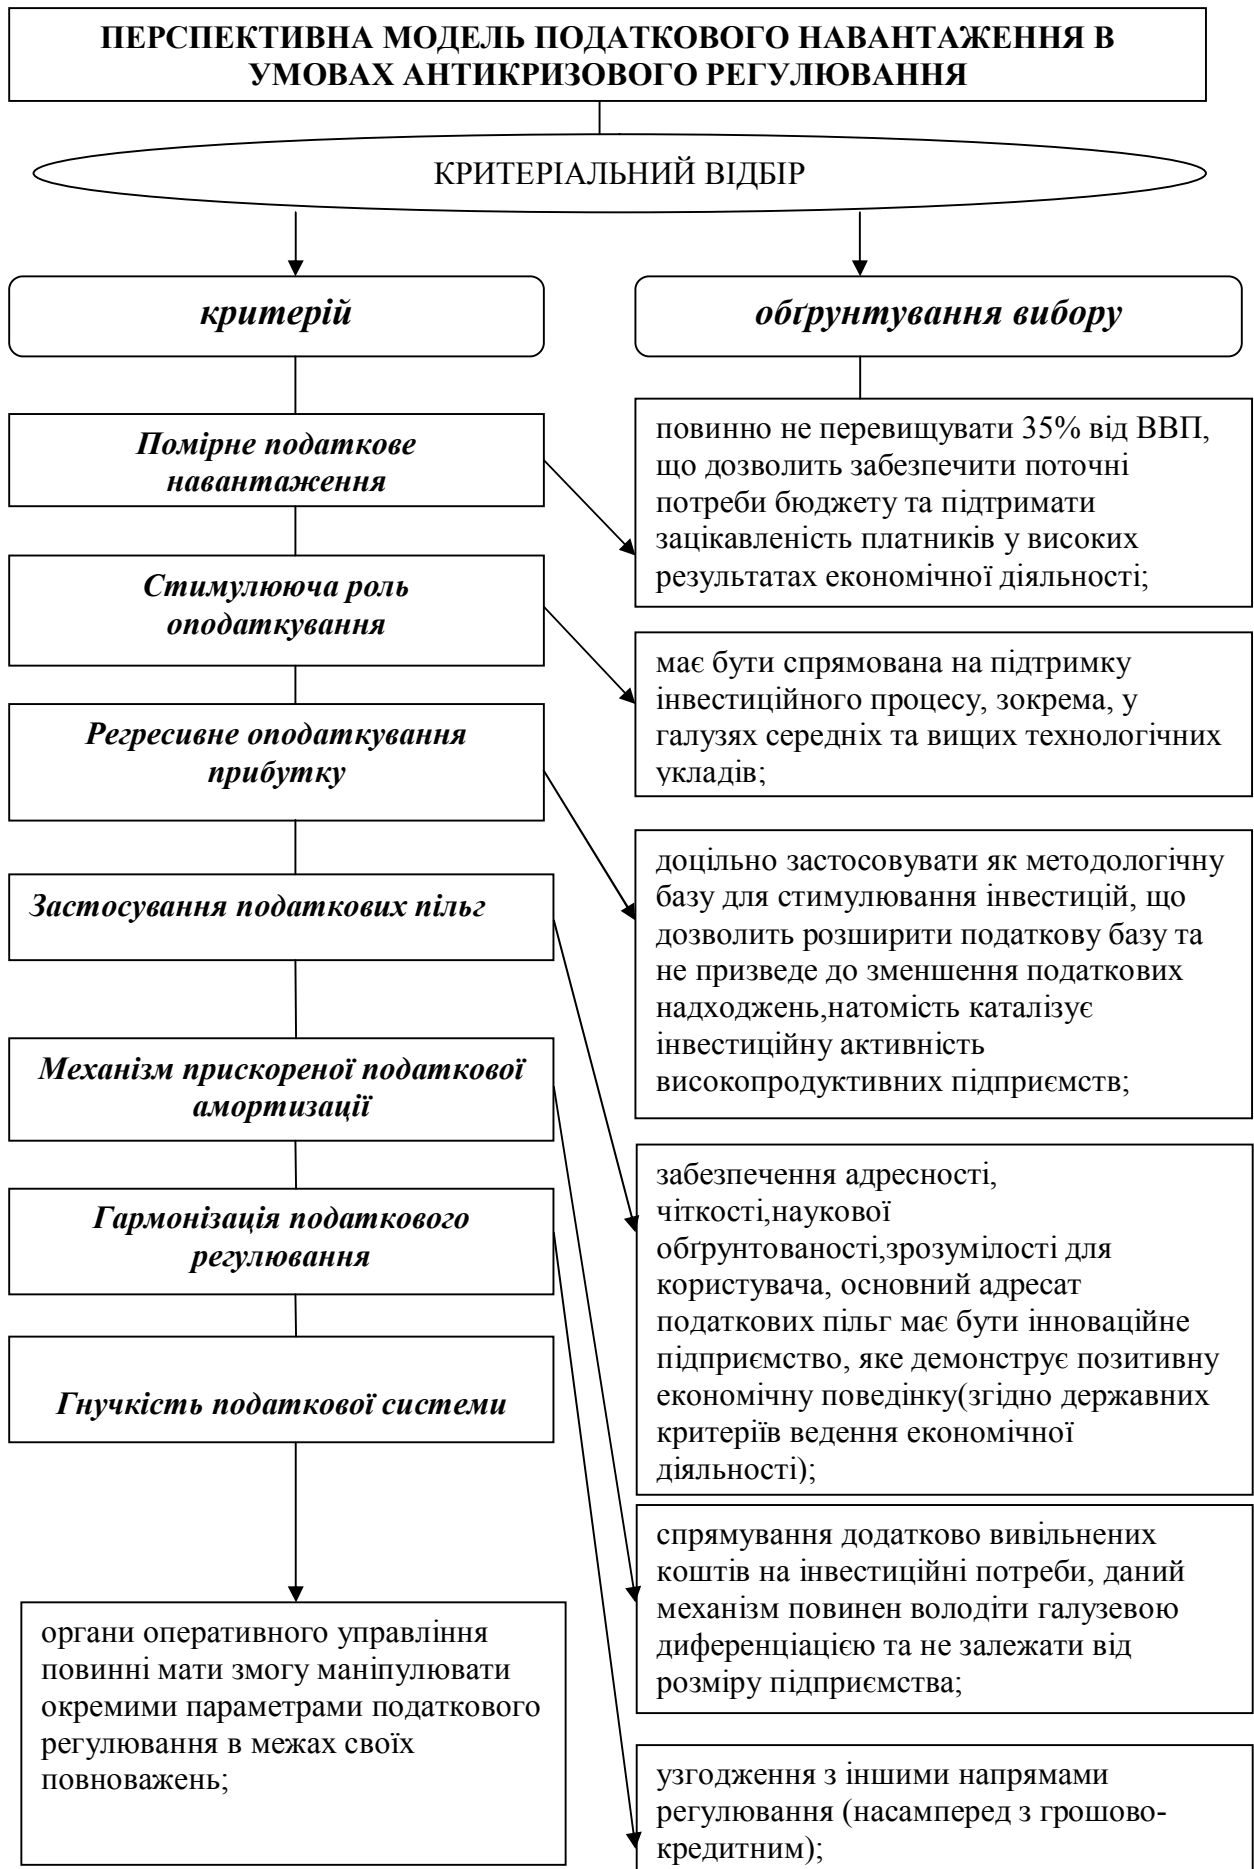 ПЕРСПЕКТИВНА МОДЕЛЬ ПОДАТКОВОГО НАВАНТАЖЕННЯ В
УМОВАХ АНТИКРИЗОВОГО РЕГУЛЮВАННЯ
КРИТЕРІАЛЬНИЙ ВІДБІР
критерій
обґрунтування вибору
Помірне податкове
навантаження
повинно не перевищувати 35% від ВВП,
що дозволить забезпечити поточні
потреби бюджету та підтримати
зацікавленість платників у високих
результатах економічної діяльності;
Стимулююча роль
оподаткування
має бути спрямована на підтримку
інвестиційного процесу, зокрема, у
галузях середніх та вищих технологічних
укладів;
Регресивне оподаткування
прибутку
доцільно застосовувати як методологічну
базу для стимулювання інвестицій, що
дозволить розширити податкову базу та
не призведе до зменшення податкових
надходжень,натомість каталізує
інвестиційну активність
високопродуктивних підприємств;
Застосування податкових пільг
забезпечення адресності,
чіткості,наукової
обґрунтованості,зрозумілості для
користувача, основний адресат
податкових пільг має бути інноваційне
підприємство, яке демонструє позитивну
економічну поведінку(згідно державних
критеріїв ведення економічної
діяльності);
Механізм прискореної податкової
амортизації
спрямування додатково вивільнених
коштів на інвестиційні потреби, даний
механізм повинен володіти галузевою
диференціацією та не залежати від
розміру підприємства;
Гармонізація податкового
регулювання
узгодження з іншими напрямами
регулювання (насамперед з грошово-
кредитним);
Гнучкість податкової системи
органи оперативного управління
повинні мати змогу маніпулювати
окремими параметрами податкового
регулювання в межах своїх
повноважень;